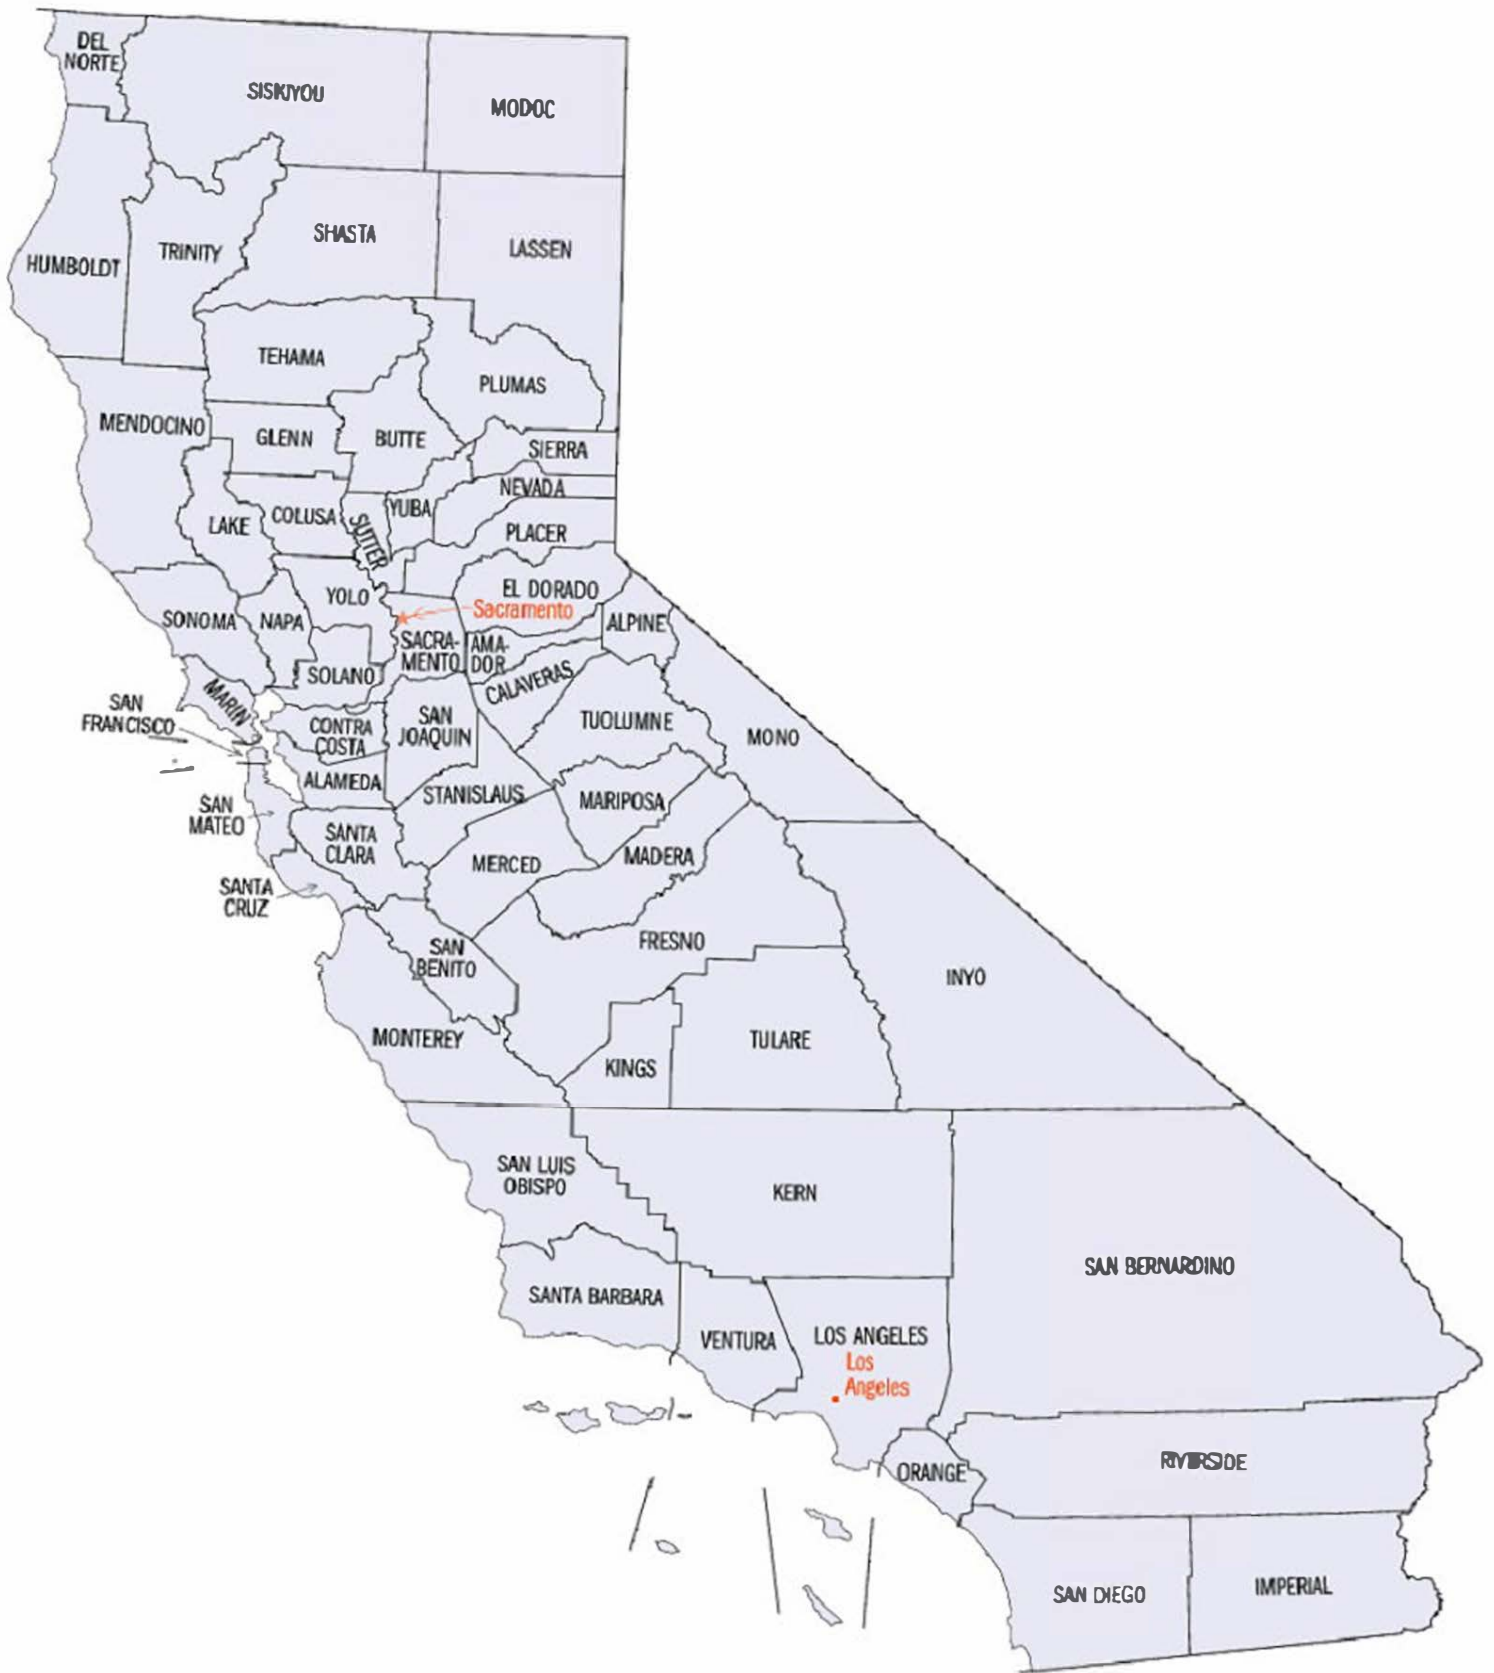 DEL
NORTE
SISKIYOU
MODOC
HUMBOLDT
TRINITY
SHASTA
LASSEN
TEHAMA
PLUMAS
MENDOCINO
GLENN
BUTTE
SIERRA
NEVADA
YUBA
COLUSA
LAKE
SUTTER
PLACER
YOLO
EL DORADO
Sacramento
SONOMA
NAPA
SACRA-
MENTO
AMA-
DOR
ALPINE
SOLANO
CALAVERAS
MARIN
SAN
FRANCISCO
CONTRA
COSTA
SAN
JOAQUIN
TUOLUMNE
MONO
ALAMEDA
STANISLAUS
MARIPOSA
SAN
MATEO
SANTA
CLARA
MERCED
MADERA
SANTA
CRUZ
SAN
BENITO
FRESNO
INYO
MONTEREY
KINGS
TULARE
SAN LUIS
OBISPO
KERN
SAN BERNARDINO
SANTA BARBARA
VENTURA
LOS ANGELES
Los
Angeles
ORANGE
RIVERSIDE
SAN DIEGO
IMPERIAL